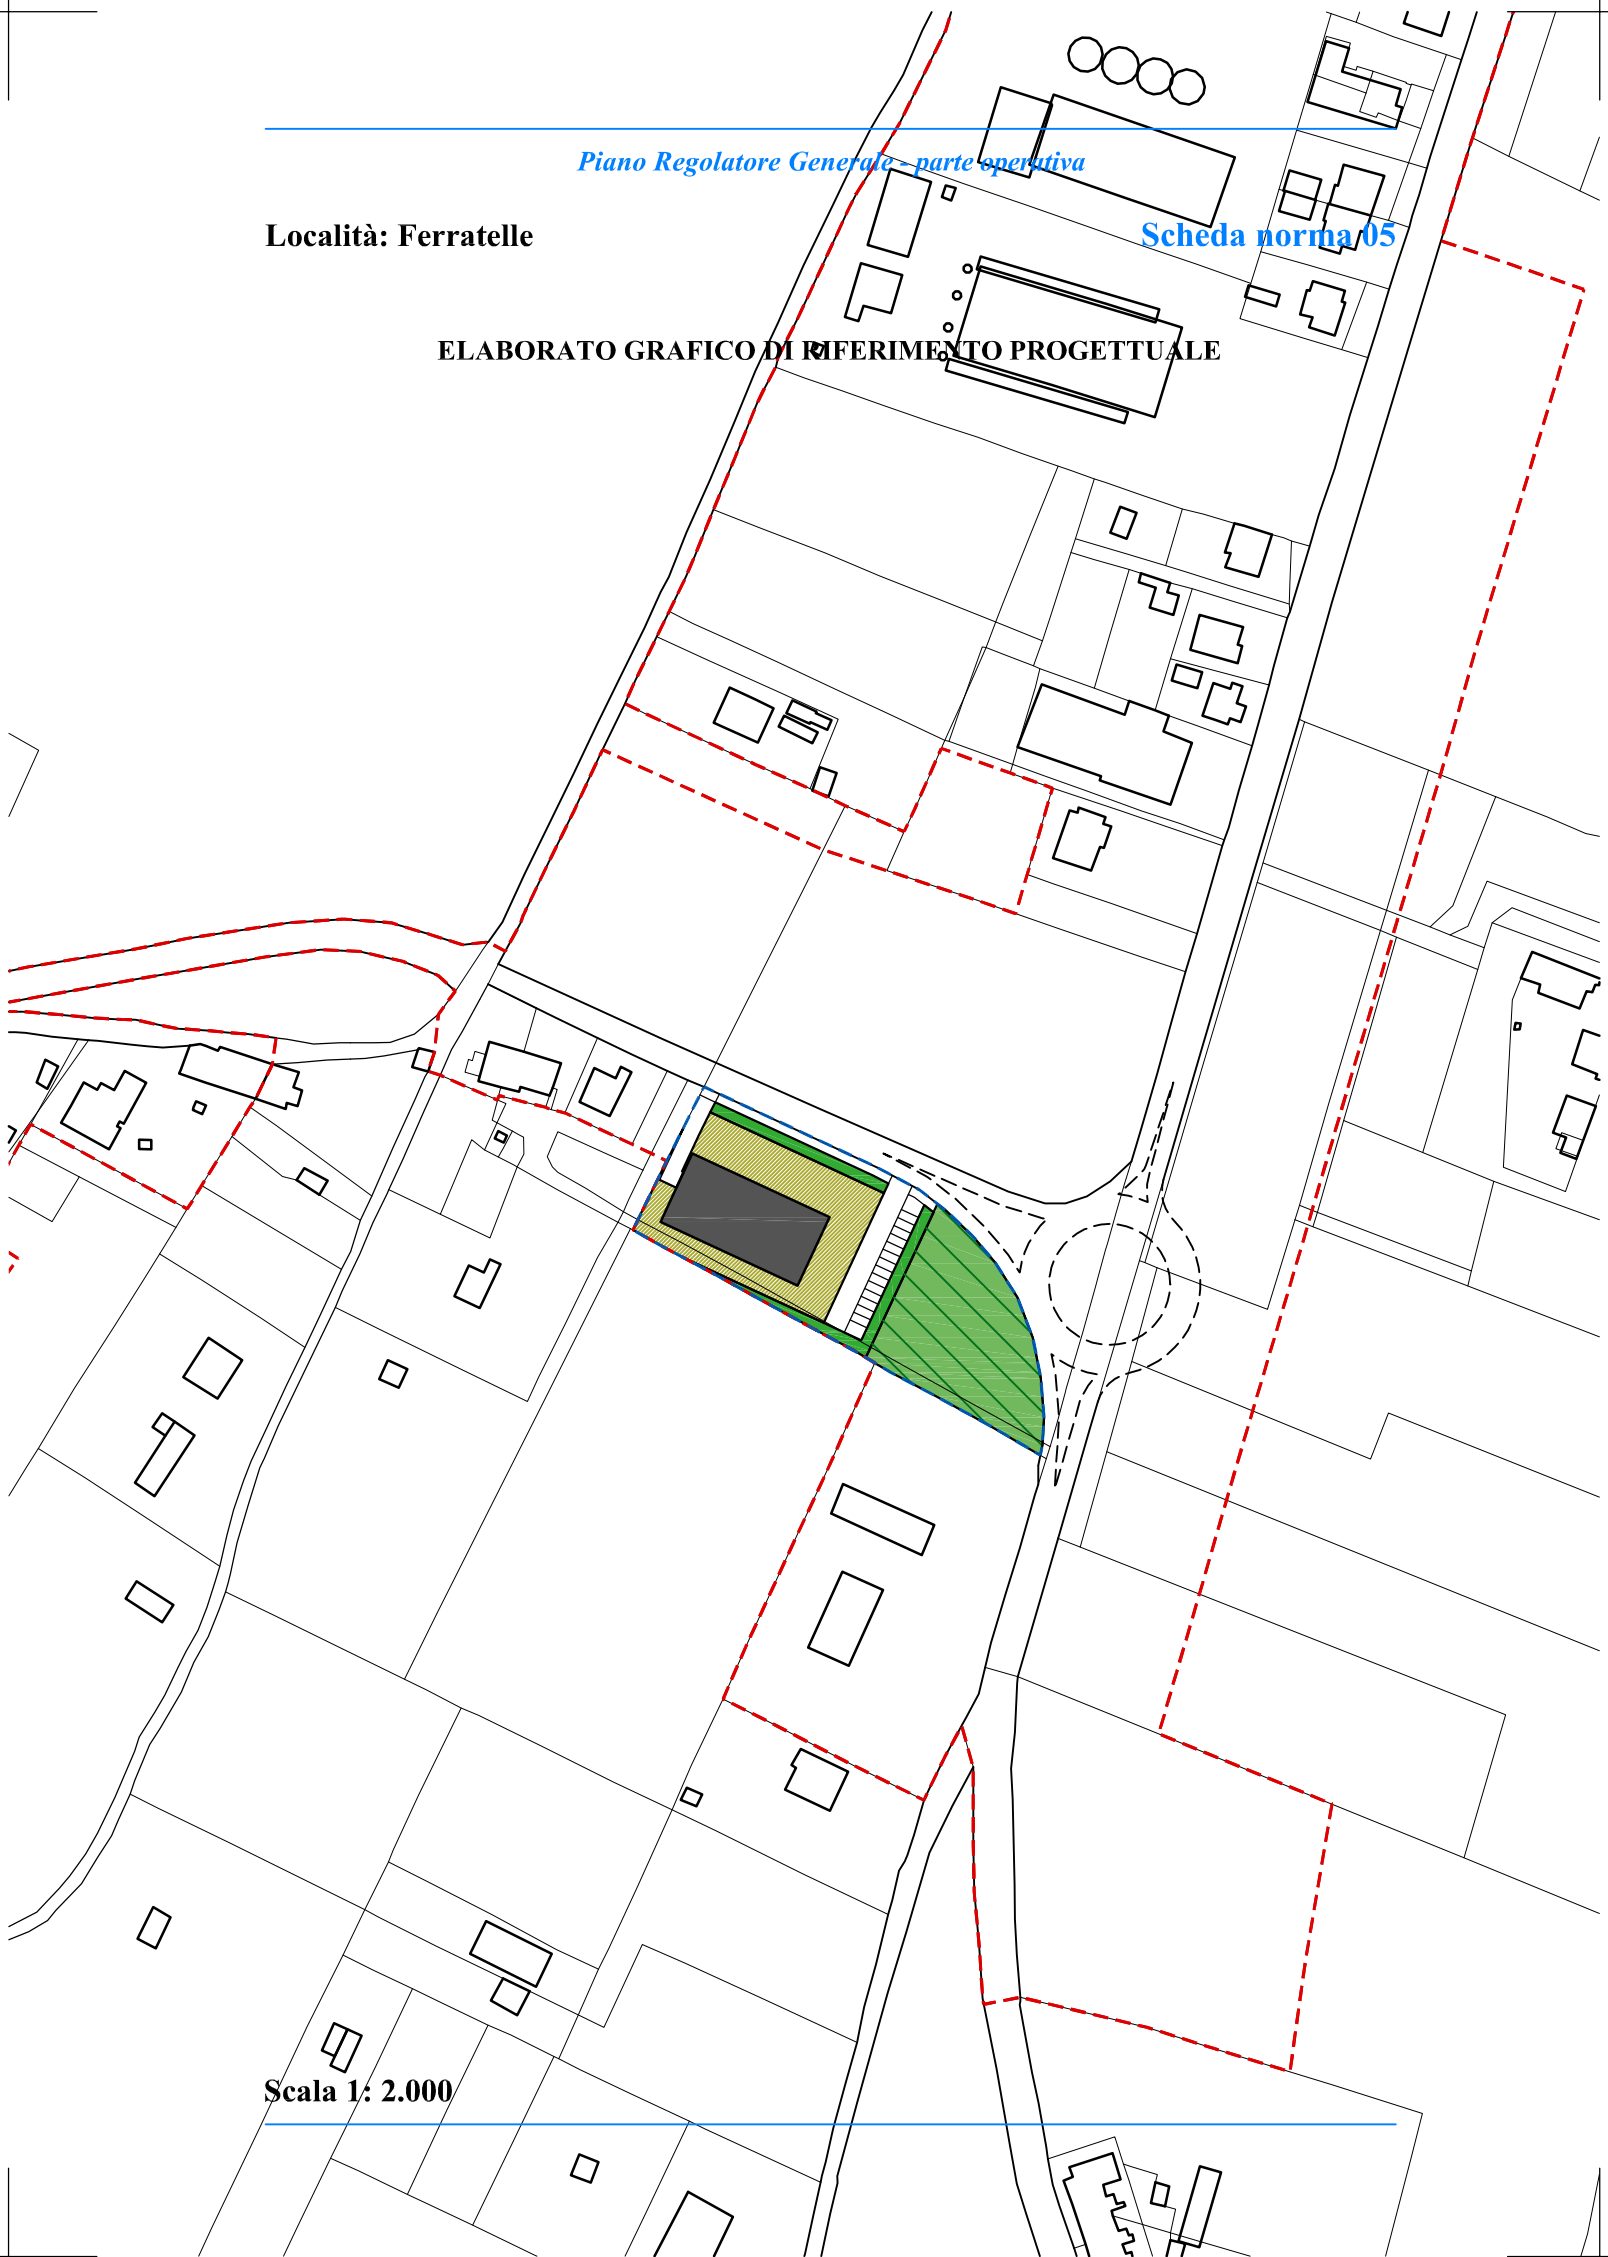 Piano Regolatore Generale - parte operativa
Località: Ferratelle
Scheda norma 05
ELABORATO GRAFICO DI RIFERIMENTO PROGETTUALE
Scala 1: 2.000